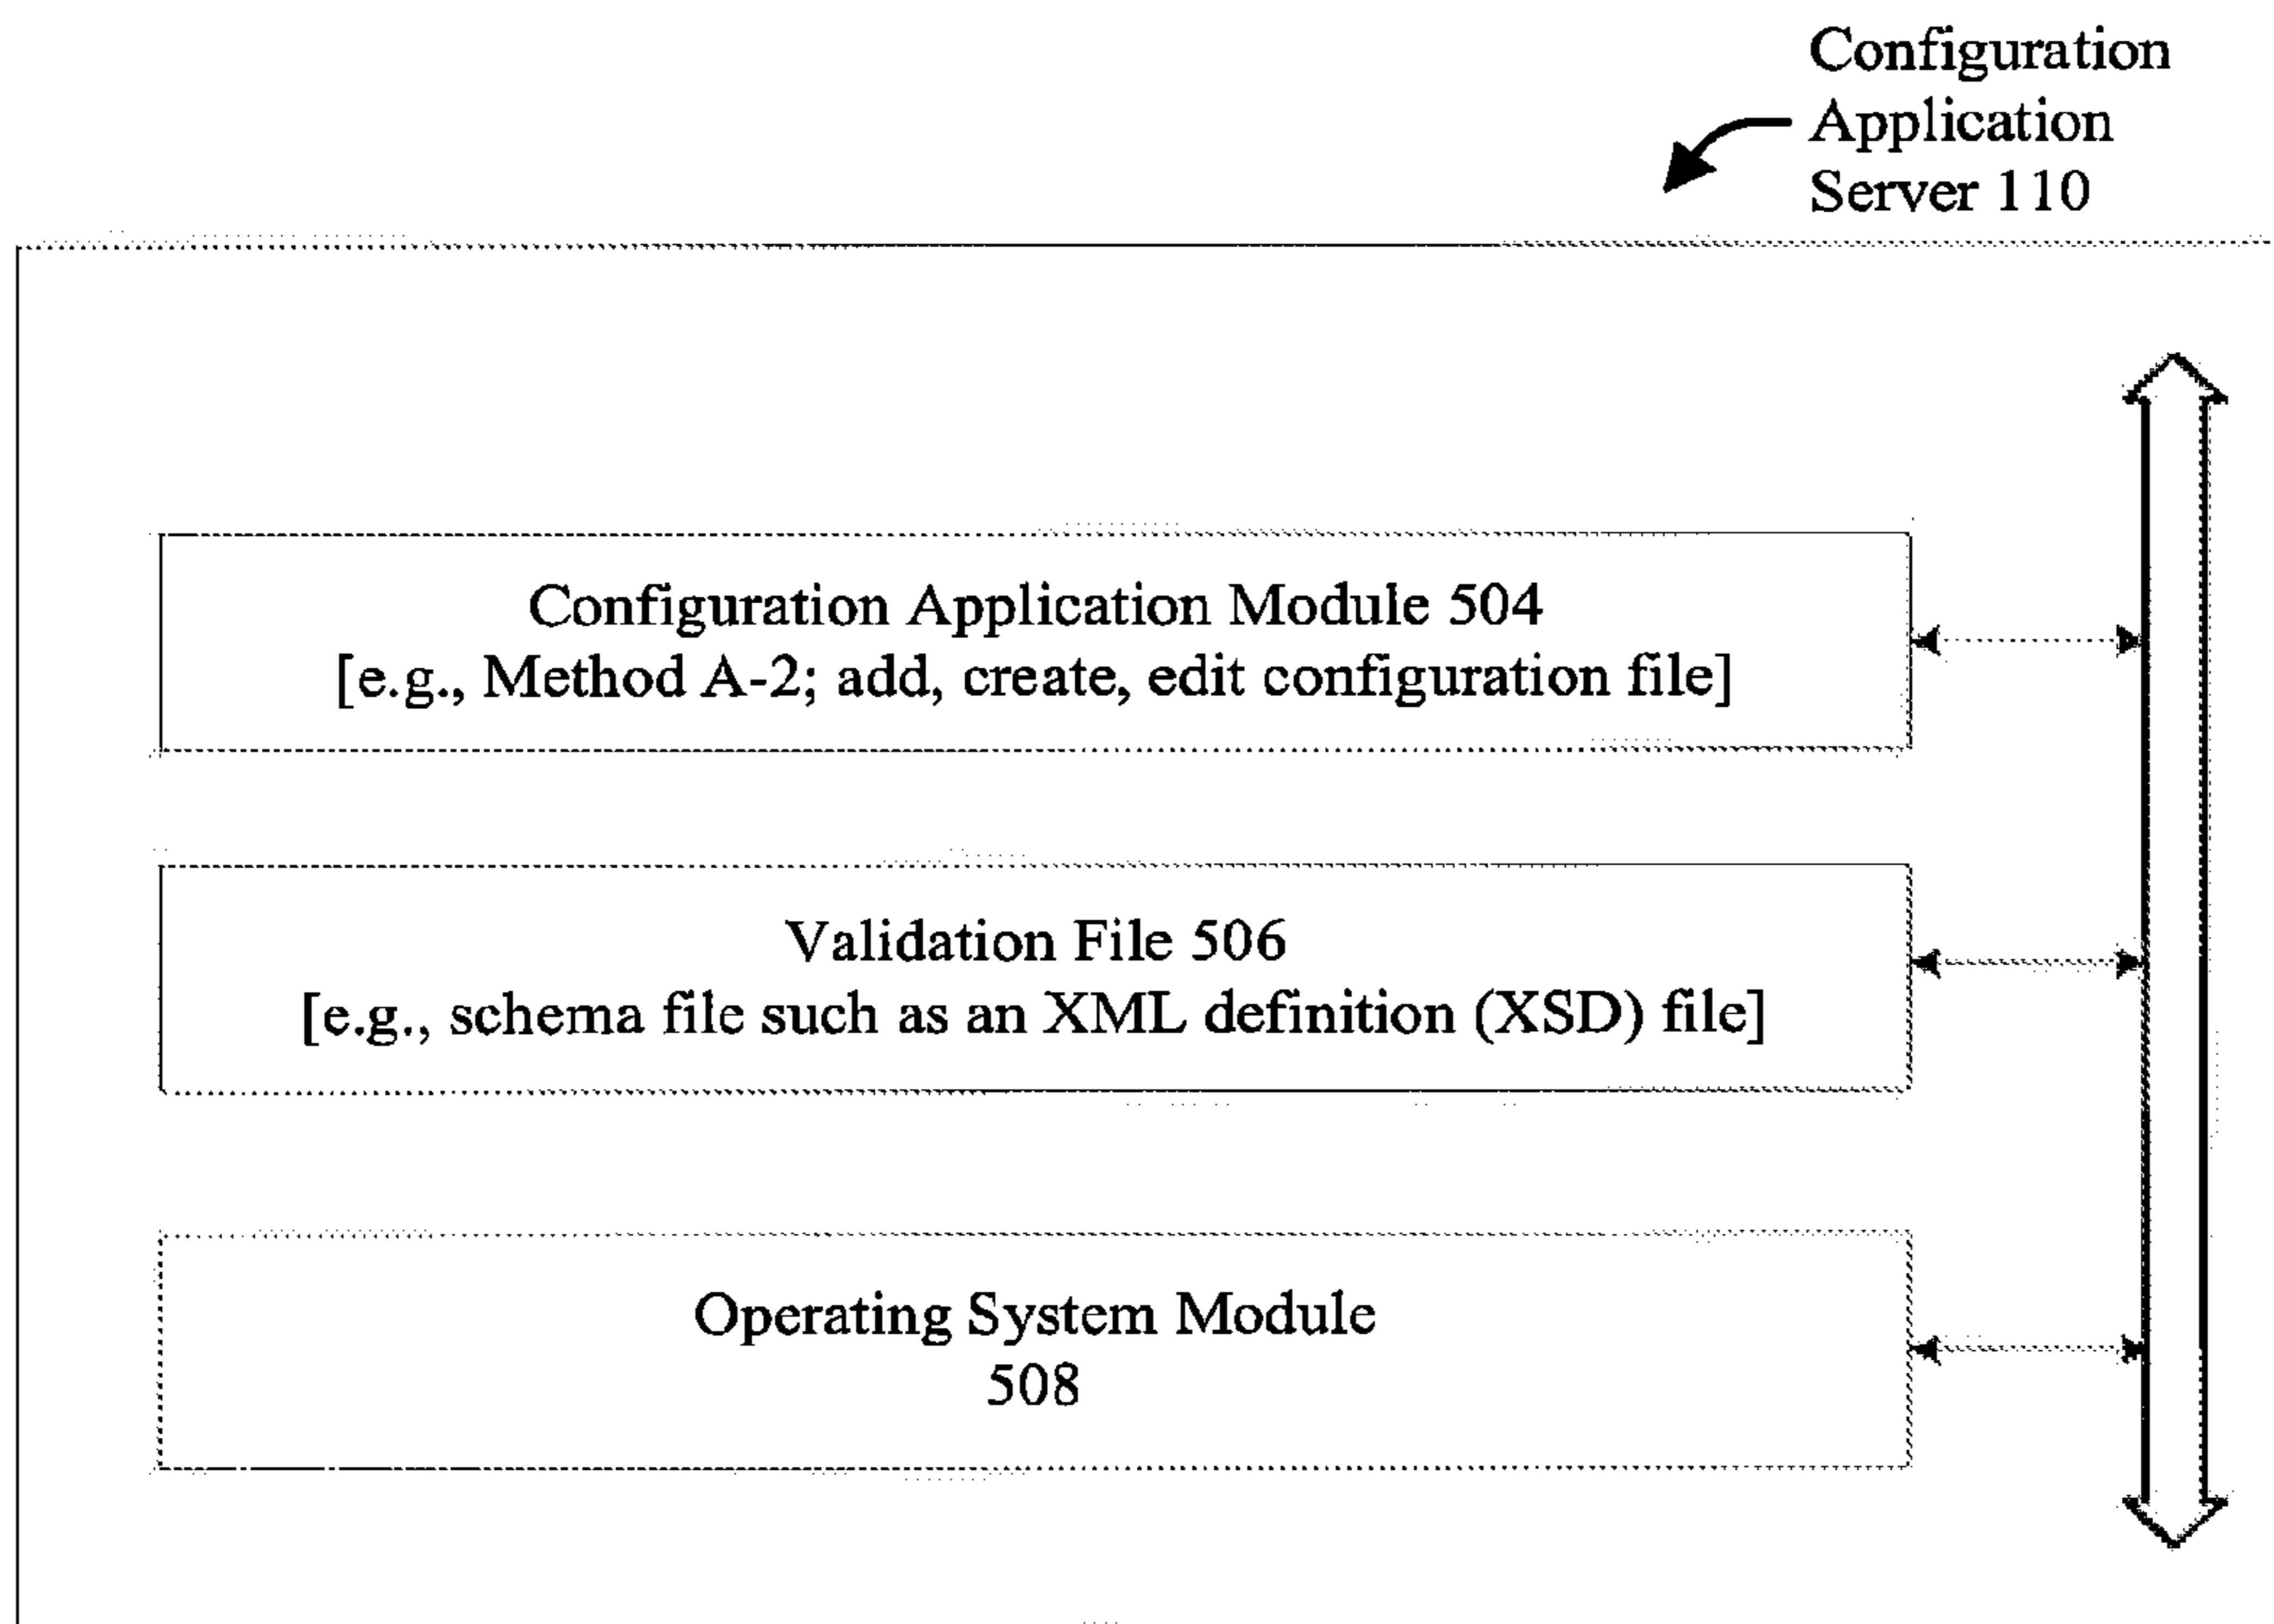 Configuration
Application
Server 110
Configuration Application Module 504
[e.g., Method A-2; add, create, edit configuration file]
Validation File 506
[e.g., schema file such as an XML definition (XSD) file]
Operating System Module
508